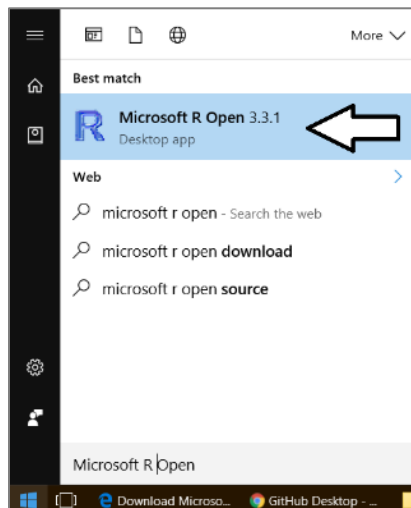 More
Best match
Microsoft R Open 3.3.1
Desktop app
Web
microsoft r open - Search the web
microsoft r open download
microsoft r open source
Microsoft R Open
Download Microso... GitHub Desktop - ...